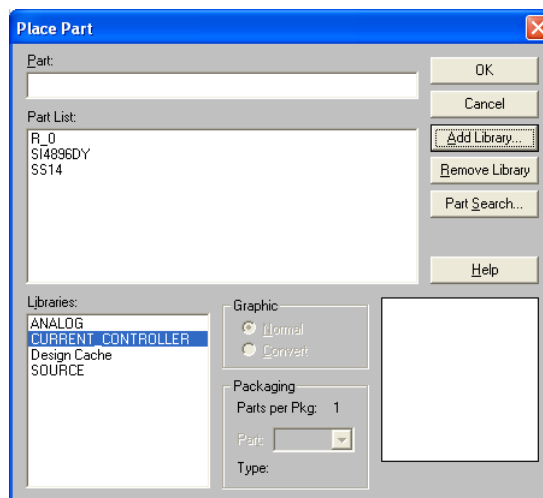 Place Part
Part:
OK
Cancel
Part List:
R_0
SI4896DY
SS14
Add Library...
Remove Library
Part Search...
Help
Libraries:
ANALOG
CURRENT_CONTROLLER
Design Cache
SOURCE
Graphic
Normal
Convert
Packaging
Parts per Pkg: 1
Part:
Type: